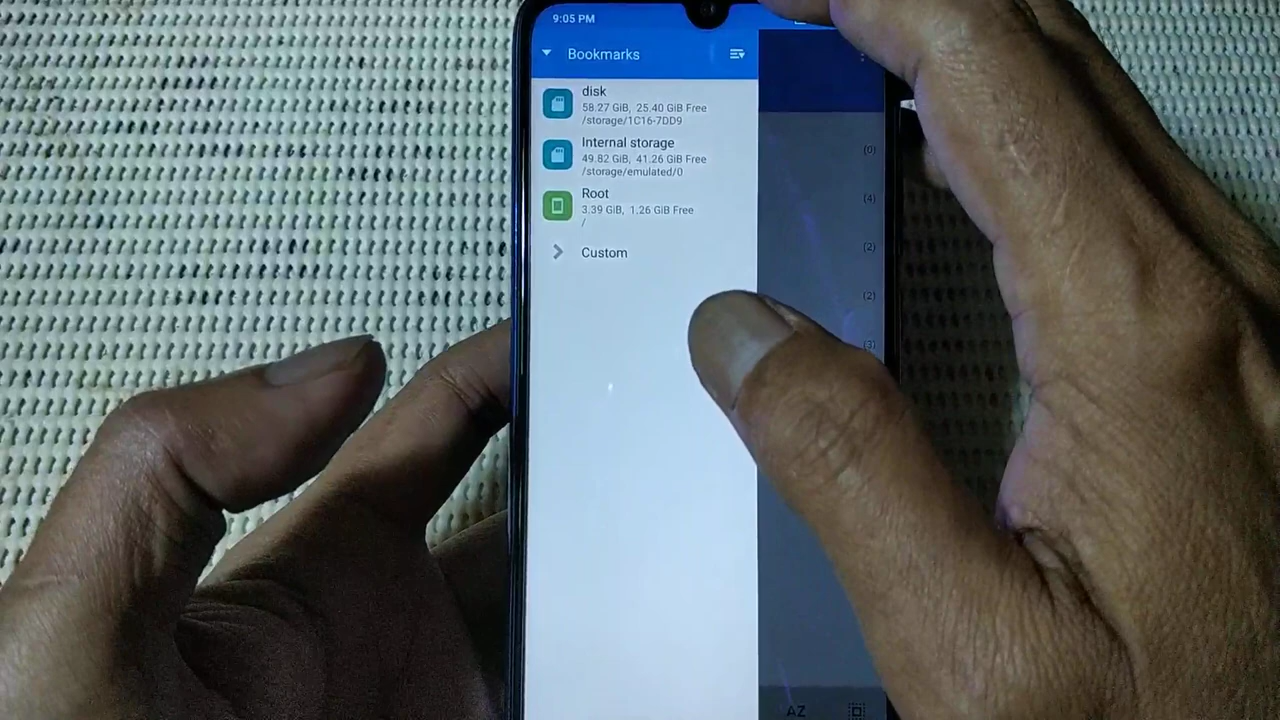 9:05 PM
Bookmarks
disk
58.27 GiB, 25.40 GiB Free
/storage/1C16-7DD9
Internal storage
49.82 GiB, 41.26 GiB Free
/storage/emulated/0
Root
3.39 GiB, 1.26 GiB Free
/
Custom
(0)
(4)
(2)
(2)
(3)
AZ